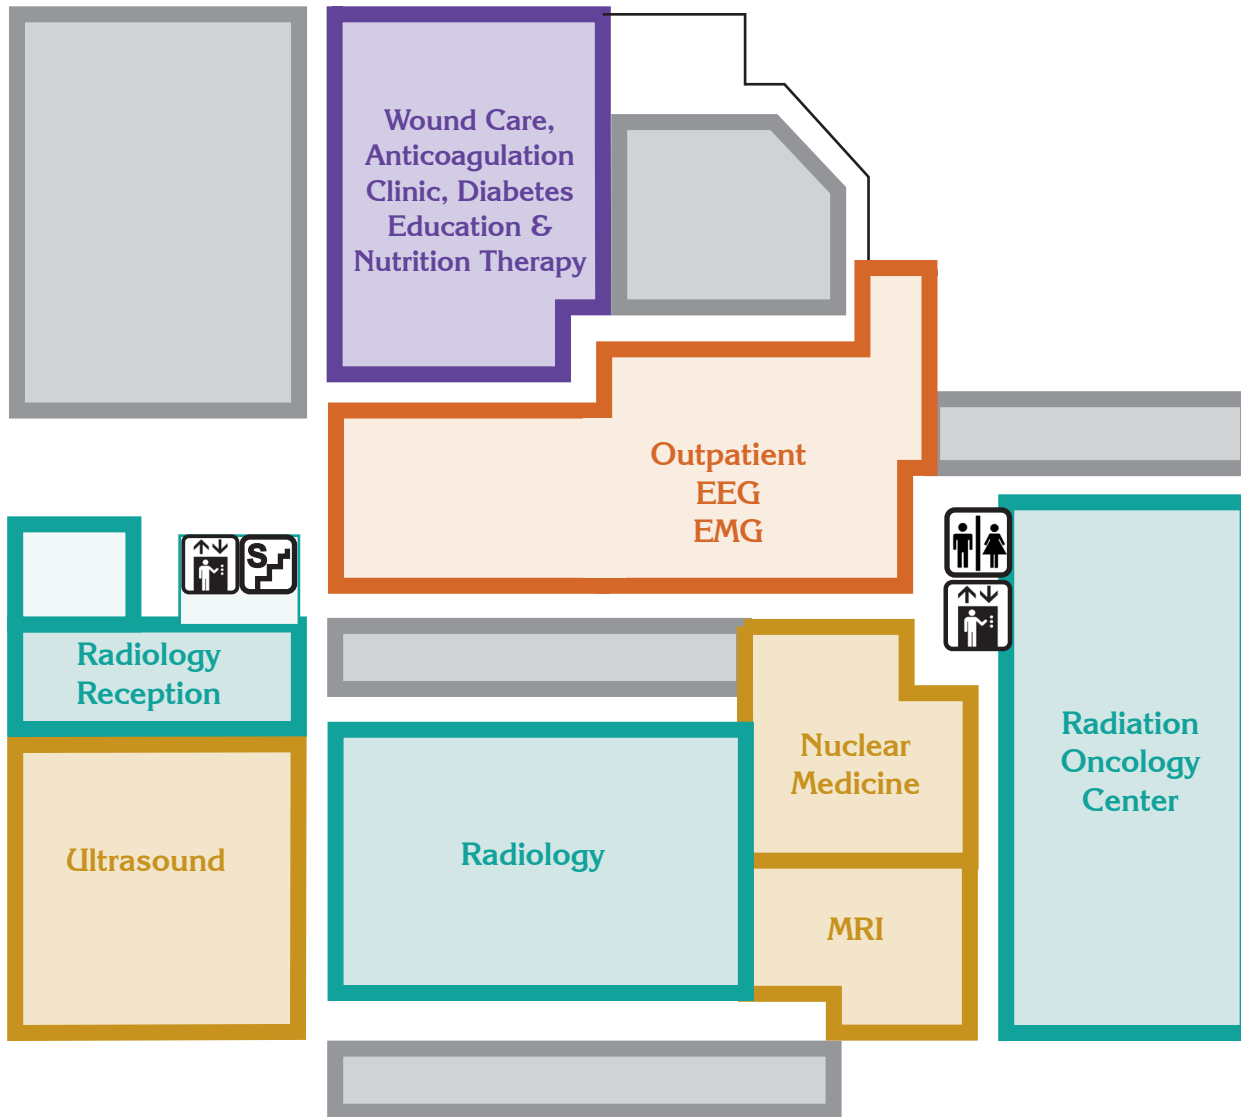 Wound Care,
Anticoagulation
Clinic, Diabetes
Education &
Nutrition Therapy
Outpatient
EEG
EMG
S
Radiology
Reception
Ultrasound
Radiology
Nuclear
Medicine
MRI
Radiation
Oncology
Center